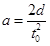 a = 2d / t₀²